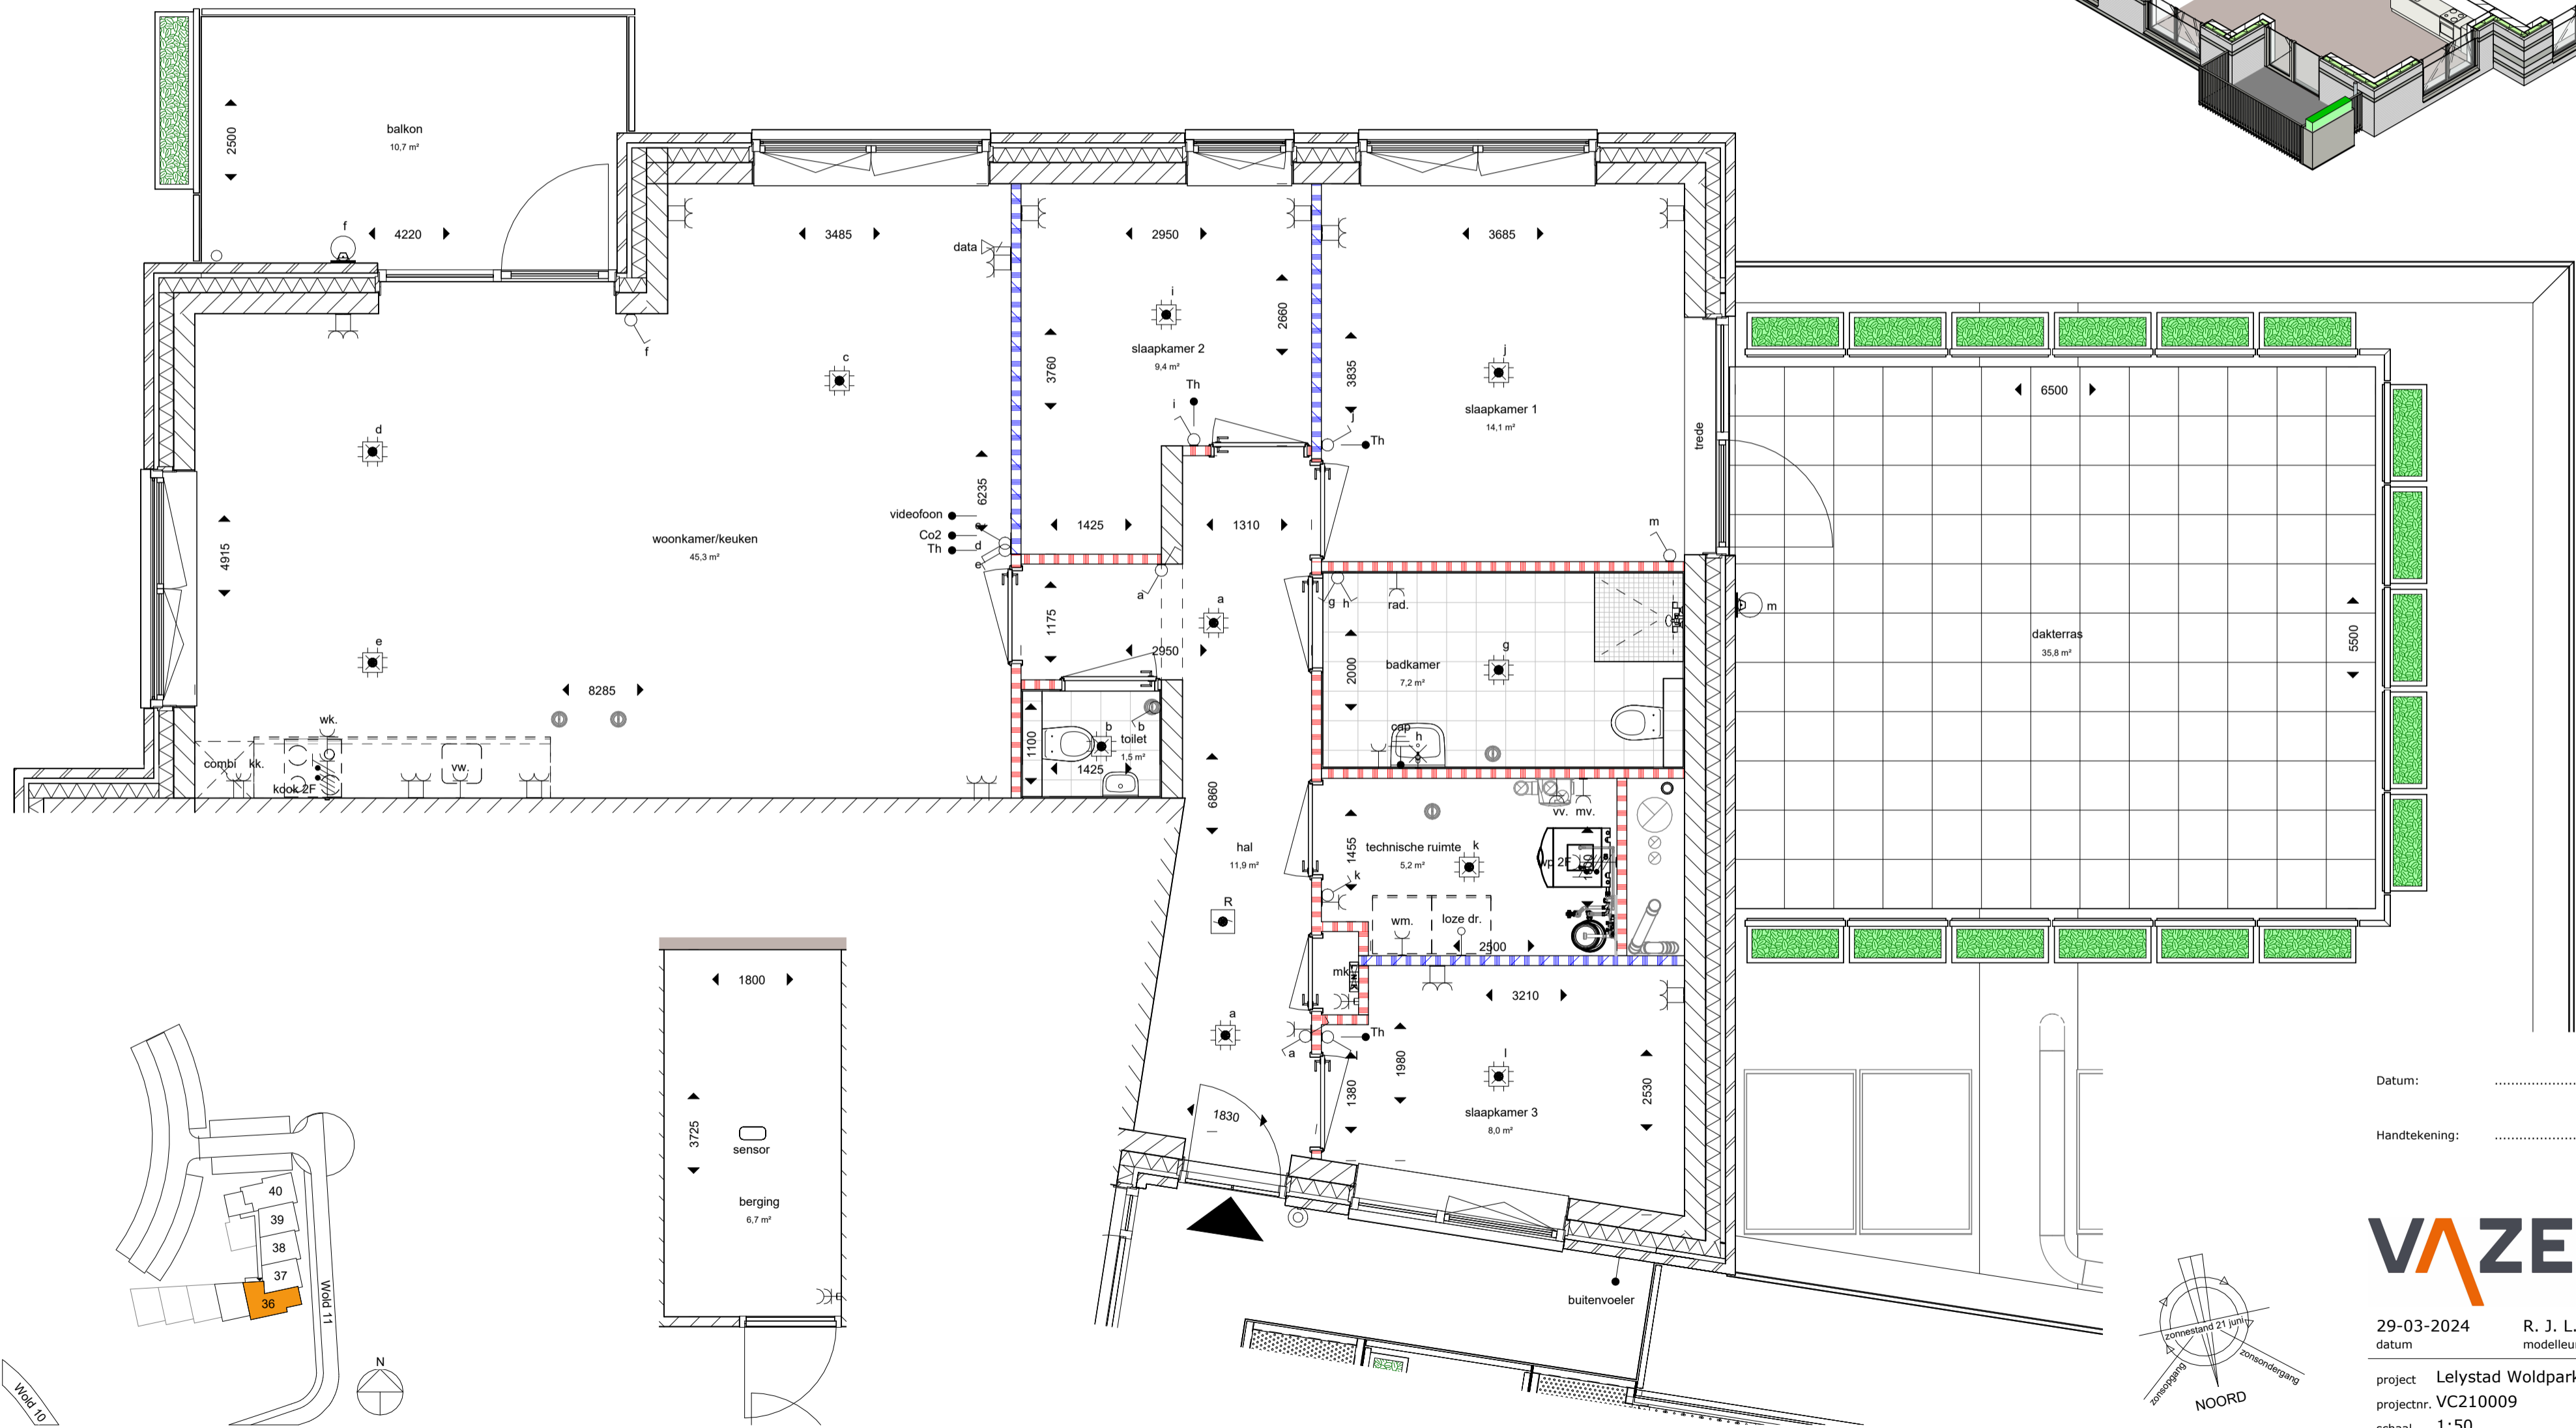 balkon
10,7 m²
2500
f
4220
3485
data
2950
3685
i
2660
slaapkamer 2
9,4 m²
3760
Th
i
j
3835
slaapkamer 1
14,1 m²
j
Th
f
c
d
trede
6500
6235
videofoon
Co2
Th
d
e
1425
1310
m
4915
woonkamer/keuken
45,3 m²
a
a
g h
rad.
m
1175
2950
dakterras
35,8 m²
5500
e
8285
badkamer
7,2 m²
g
2000
wk.
combi
kk.
kook 2F
vw.
b
b
toilet
1,5 m²
1100
1425
cap
h
6860
vv.
mv.
hal
11,9 m²
1455
technische ruimte
5,2 m²
k
wp 2F
k
R
wm.
loze dr.
2500
mk
1800
3210
a
a
Th
l
l
1980
1380
2530
slaapkamer 3
8,0 m²
3725
sensor
berging
6,7 m²
1830
buitenvoeler
40
39
38
37
36
Wold 11
Wold 10
N
zonnestand 21 juni
zonsopgang
zonsondergang
NOORD
Datum:
Handtekening:
VAZE
29-03-2024
R. J. L.
datum
project Lelystad Woldpark
projectnr. VC210009
1:50